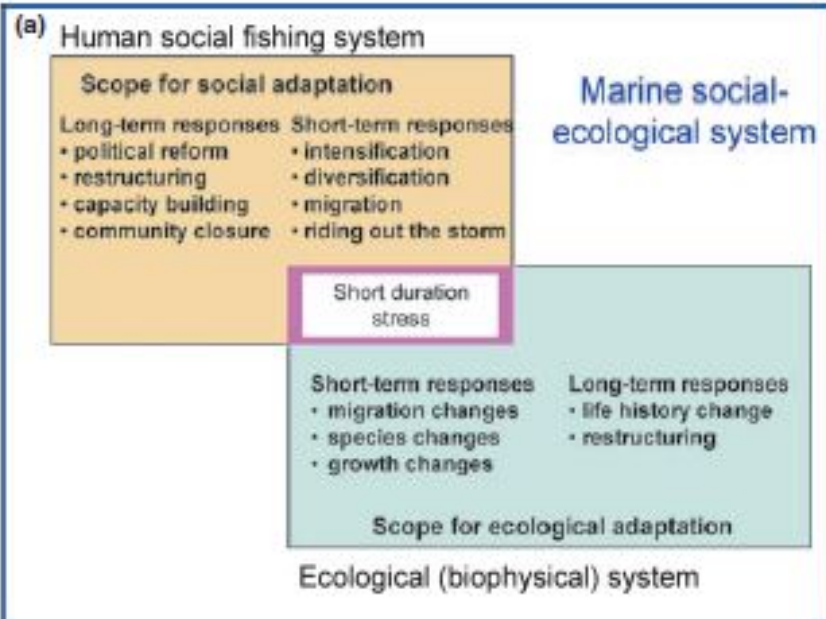 (a) Human social fishing system
Scope for social adaptation
Long-term responses
• political reform
• restructuring
• capacity building
• community closure
Short-term responses
• intensification
• diversification
• migration
• riding out the storm
Marine social-
ecological system
Short duration
stress
Short-term responses
• migration changes
• species changes
• growth changes
Long-term responses
• life history change
• restructuring
Scope for ecological adaptation
Ecological (biophysical) system